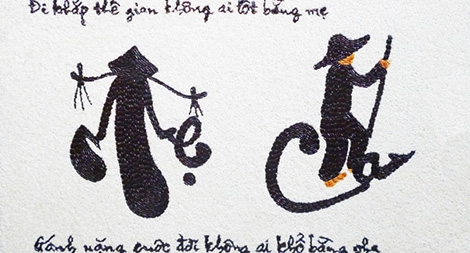 Đi khắp thế gian không ai tốt bằng mẹ
Mẹ Cha
Gánh nặng cuộc đời không ai khổ bằng cha